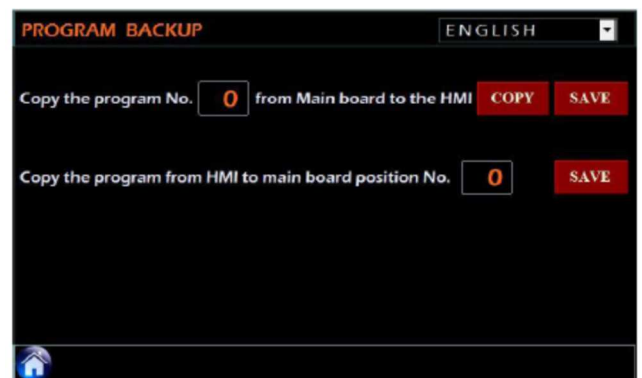 PROGRAM BACKUP ENGLISH
Copy the program No. 0 from Main board to the HMI COPY SAVE
Copy the program from HMI to main board position No. 0 SAVE